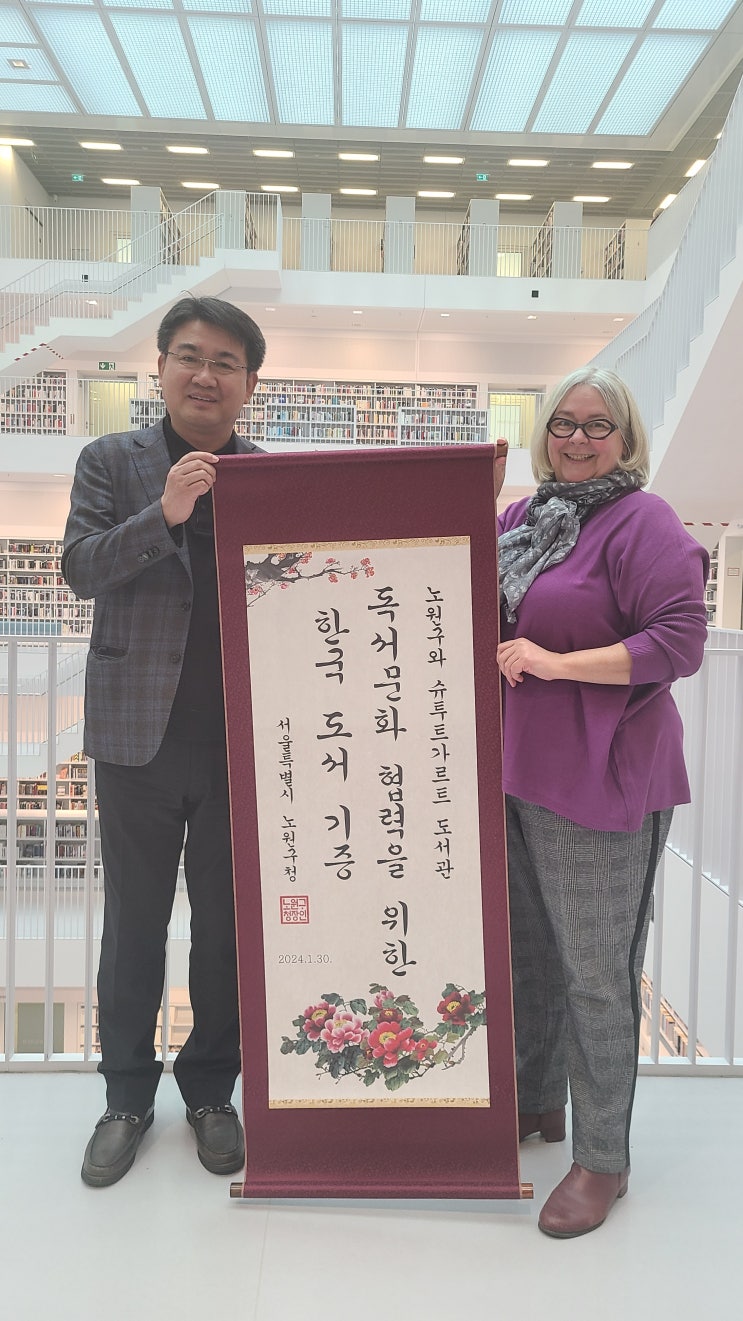 노원구와 슈투트가르트 도서관
독서문화 협력을 위한
한국 도서 기증
서울특별시 노원구청
노원구
청장인
2024.1.30.